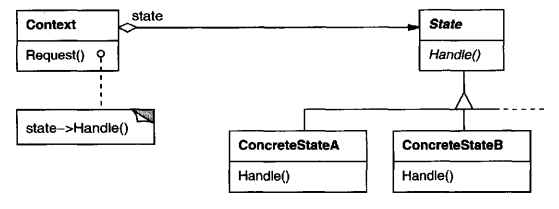 state
Context
State
Request()
Handle()
state->Handle()
ConcreteStateA
ConcreteStateB
Handle()
Handle()